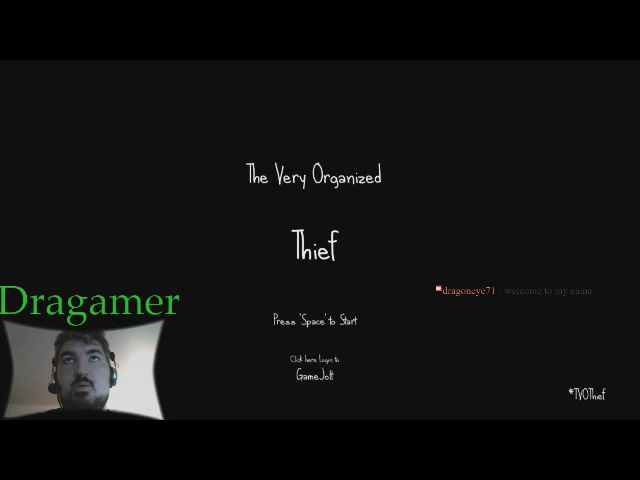 The Very Organized
Thief
Dragamer
dragoneye71 : welcome to my
Press 'Space' to Start
Click here Login to
GameJolt
#TVOThief